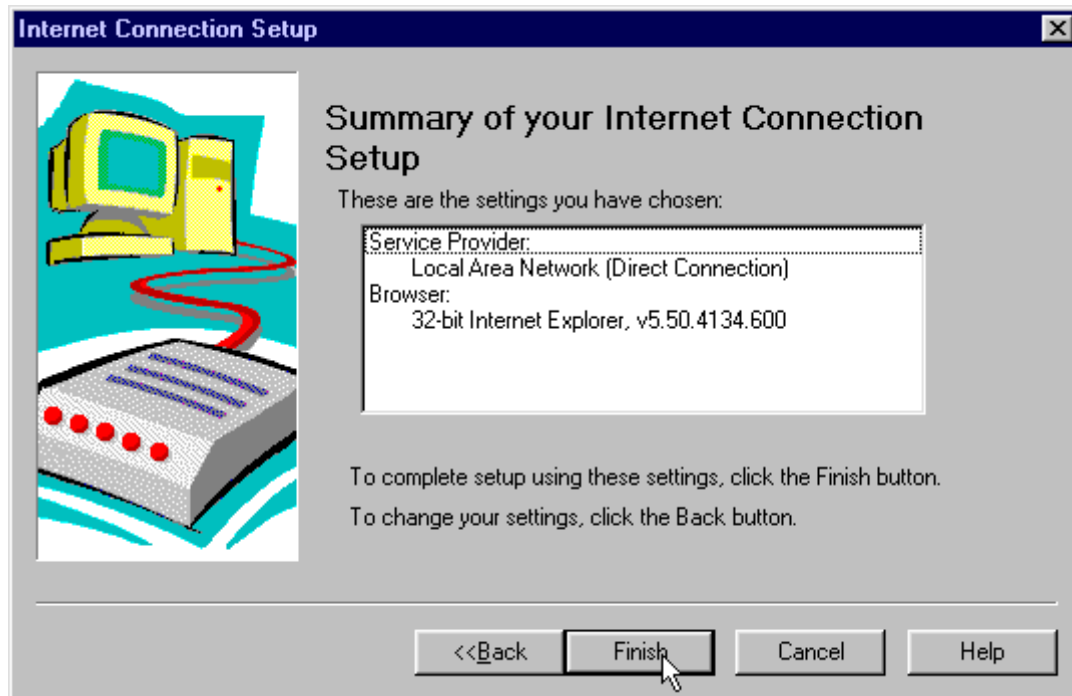 Internet Connection Setup
Summary of your Internet Connection
Setup
These are the settings you have chosen:
Service Provider:
Local Area Network (Direct Connection)
Browser:
32-bit Internet Explorer, v5.50.4134.600
To complete setup using these settings, click the Finish button.
To change your settings, click the Back button.
<<Back Finish Cancel Help